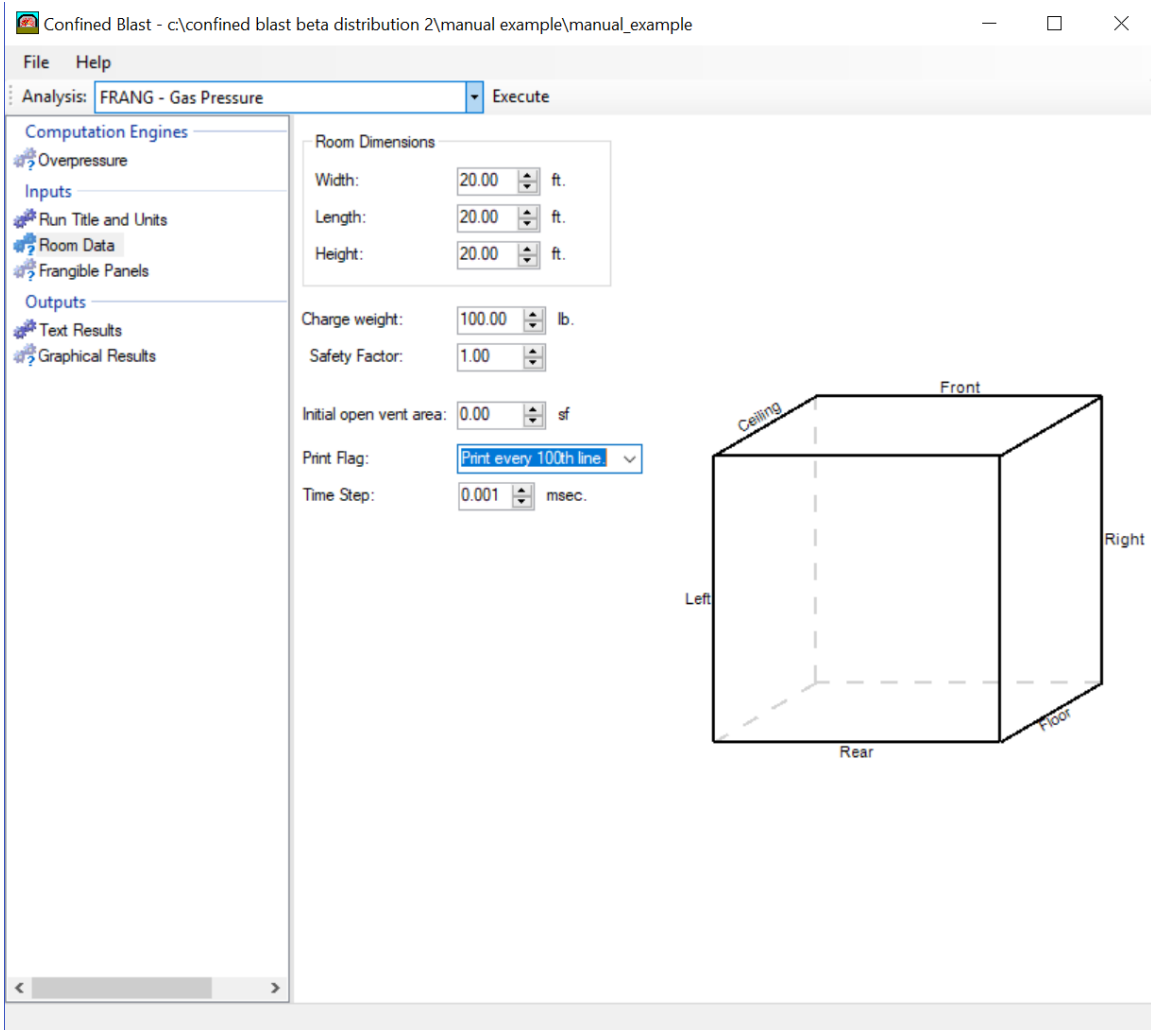 Confined Blast - c:\confined blast beta distribution 2\manual example\manual_example
File Help
Analysis: FRANG - Gas Pressure Execute
Computation Engines
Overpressure
Inputs
Run Title and Units
Room Data
Frangible Panels
Outputs
Text Results
Graphical Results
Room Dimensions
Width: 20.00 ft.
Length: 20.00 ft.
Height: 20.00 ft.
Charge weight: 100.00 lb.
Safety Factor: 1.00
Initial open vent area: 0.00 sf
Print Flag: Print every 100th line.
Time Step: 0.001 msec.
Front
Ceiling
Right
Left
Floor
Rear